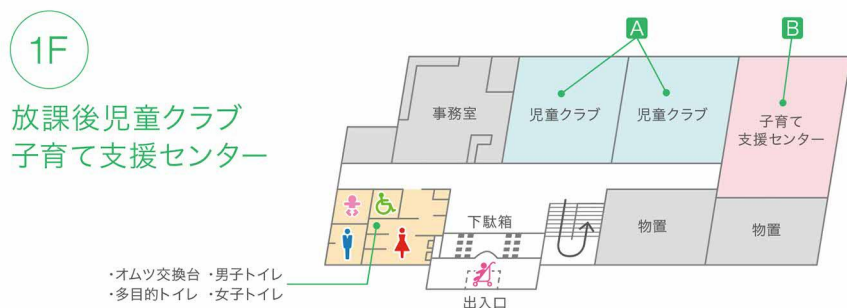 1F
放課後児童クラブ
子育て支援センター
A
B
事務室
児童クラブ
児童クラブ
子育て
支援センター
下駄箱
物置
物置
・オムツ交換台 ・男子トイレ
・多目的トイレ ・女子トイレ
出入口